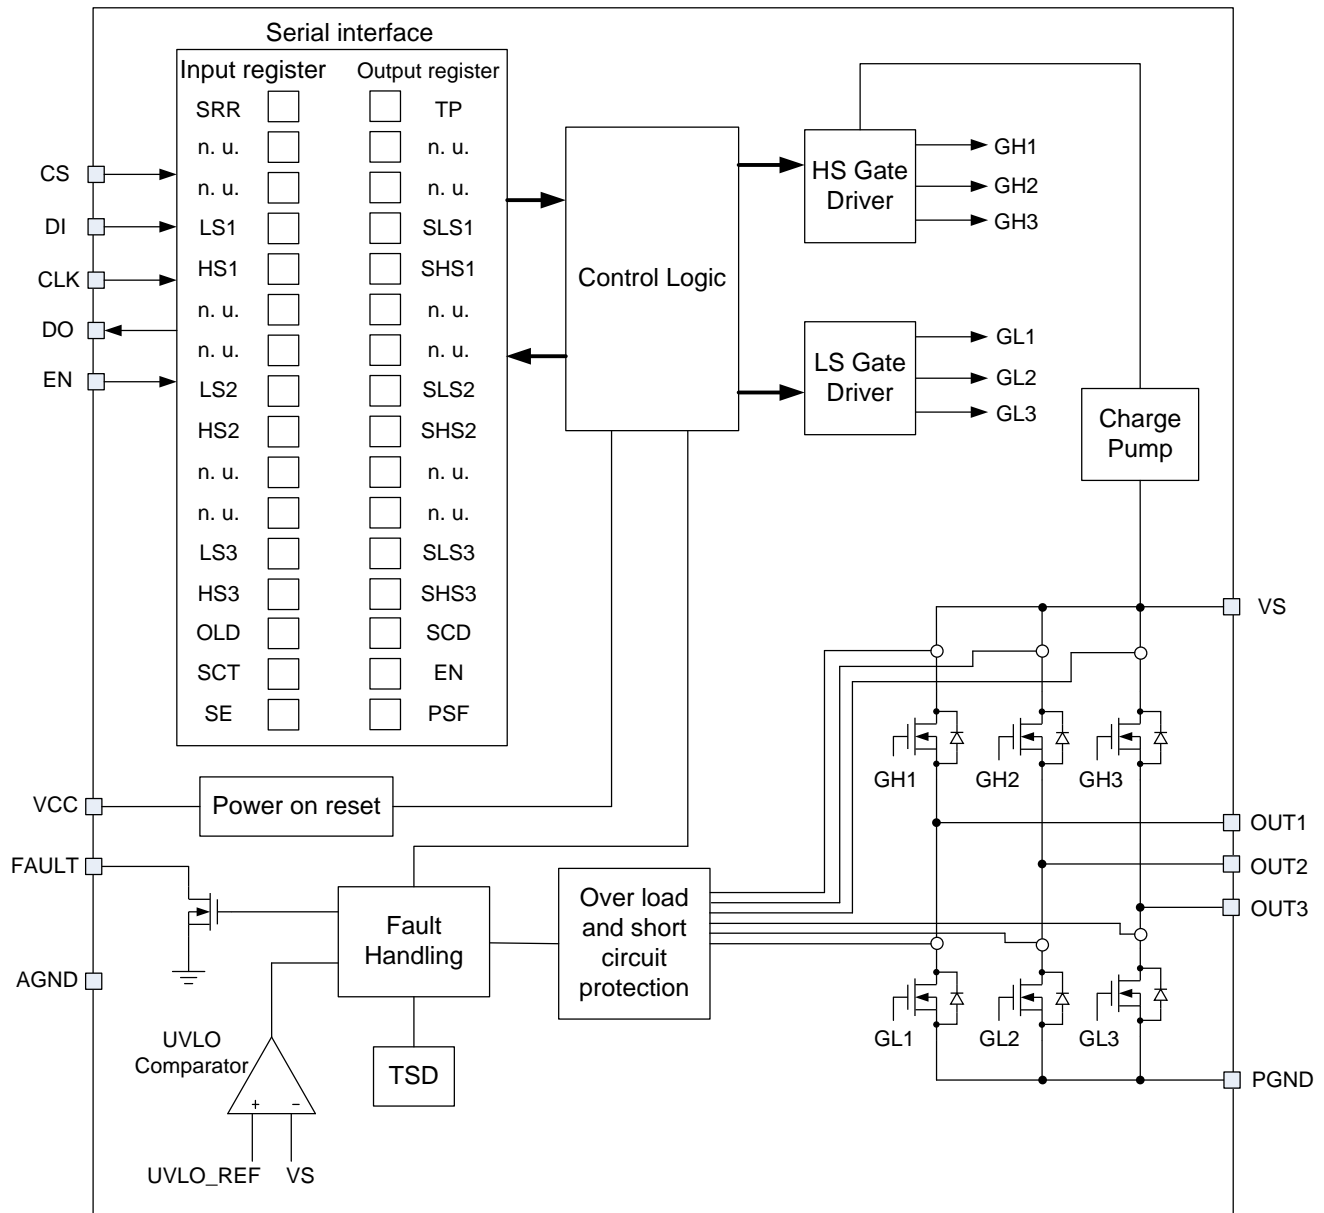 Serial interface
Input register
Output register
SRR
TP
n. u.
n. u.
n. u.
n. u.
LS1
SLS1
HS1
SHS1
n. u.
n. u.
n. u.
n. u.
LS2
SLS2
HS2
SHS2
n. u.
n. u.
n. u.
n. u.
LS3
SLS3
HS3
SHS3
OLD
SCD
SCT
EN
SE
PSF
CS
DI
CLK
DO
EN
Control Logic
HS Gate
Driver
GH1
GH2
GH3
LS Gate
Driver
GL1
GL2
GL3
Charge
Pump
VS
GH1
GH2
GH3
OUT1
OUT2
OUT3
GL1
GL2
GL3
PGND
VCC
Power on reset
FAULT
AGND
Fault
Handling
Over load
and short
circuit
protection
TSD
UVLO
Comparator
+
−
UVLO_REF
VS